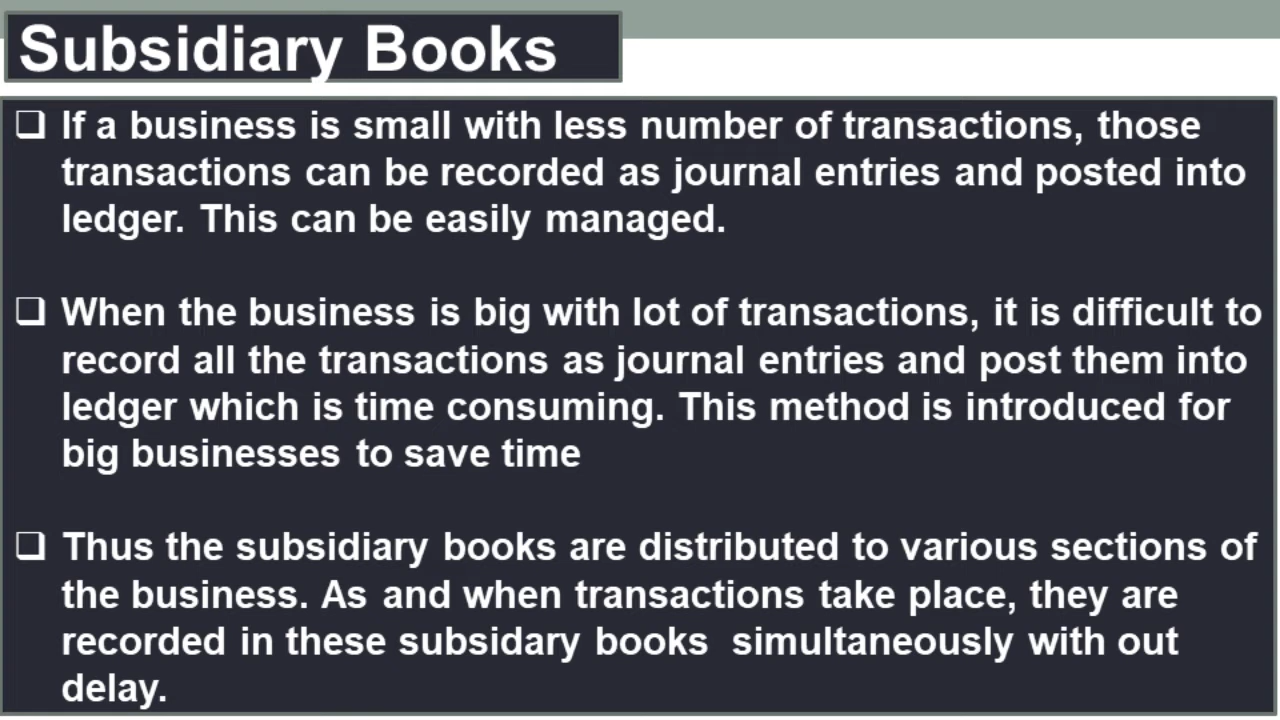 Subsidiary Books
❑ If a business is small with less number of transactions, those
transactions can be recorded as journal entries and posted into
ledger. This can be easily managed.
❑ When the business is big with lot of transactions, it is difficult to
record all the transactions as journal entries and post them into
ledger which is time consuming. This method is introduced for
big businesses to save time
❑ Thus the subsidiary books are distributed to various sections of
the business. As and when transactions take place, they are
recorded in these subsidary books simultaneously with out
delay.